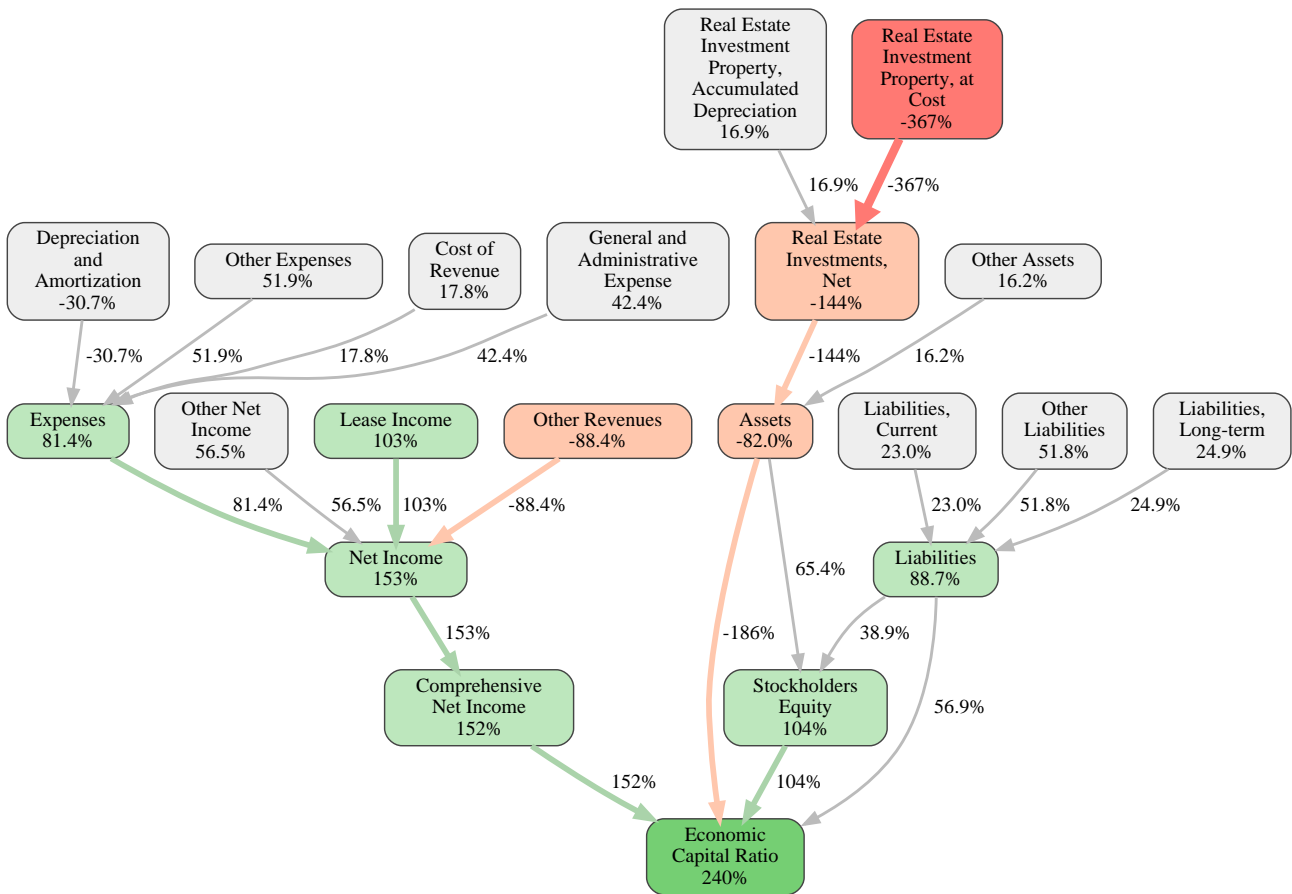 Real Estate
Investment
Property,
Accumulated
Depreciation
16.9%
Real Estate
Investment
Property, at
Cost
-367%
16.9%
-367%
Depreciation
and
Amortization
-30.7%
Other Expenses
51.9%
Cost of
Revenue
17.8%
General and
Administrative
Expense
42.4%
Real Estate
Investments,
Net
-144%
Other Assets
16.2%
-30.7%
51.9%
17.8%
42.4%
-144%
16.2%
Expenses
81.4%
Other Net
Income
56.5%
Lease Income
103%
Other Revenues
-88.4%
Assets
-82.0%
Liabilities,
Current
23.0%
Other
Liabilities
51.8%
Liabilities,
Long-term
24.9%
81.4%
56.5%
103%
-88.4%
23.0%
51.8%
24.9%
Net Income
153%
65.4%
Liabilities
88.7%
153%
-186%
38.9%
Comprehensive
Net Income
152%
Stockholders
Equity
104%
56.9%
152%
104%
Economic
Capital Ratio
240%